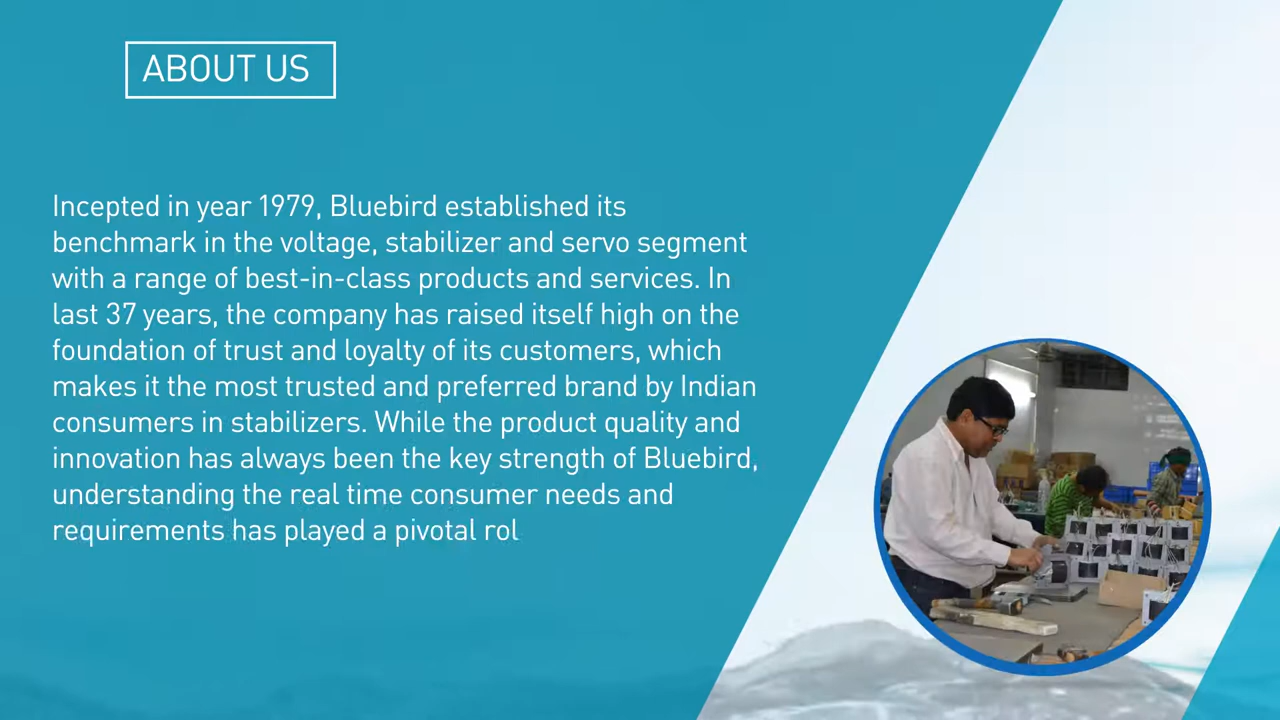 ABOUT US
Incepted in year 1979, Bluebird established its
benchmark in the voltage, stabilizer and servo segment
with a range of best-in-class products and services. In
last 37 years, the company has raised itself high on the
foundation of trust and loyalty of its customers, which
makes it the most trusted and preferred brand by Indian
consumers in stabilizers. While the product quality and
innovation has always been the key strength of Bluebird,
understanding the real time consumer needs and
requirements has played a pivotal rol